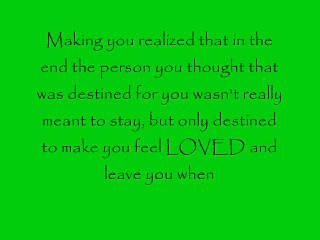 Making you realized that in the
end the person you thought that
was destined for you wasn't really
meant to stay, but only destined
to make you feel LOVED and
leave you when